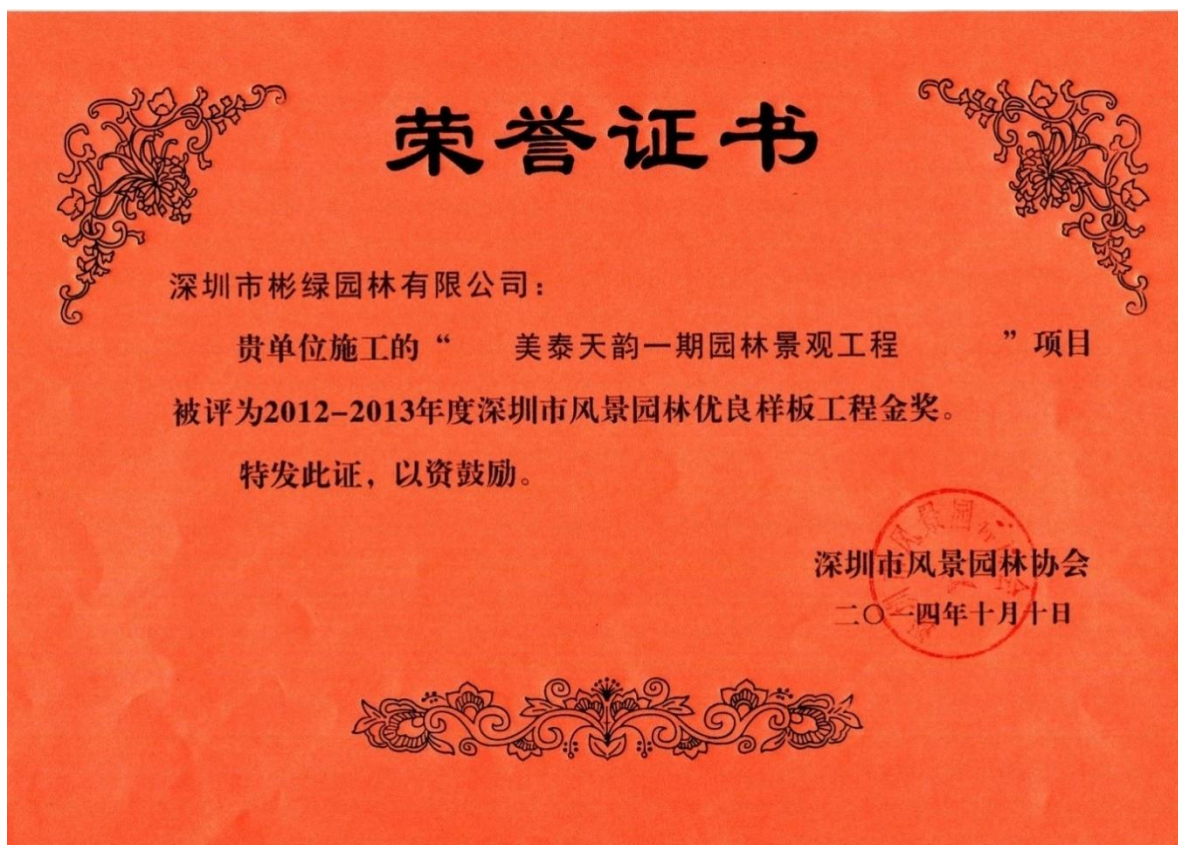 荣誉证书
深圳市彬绿园林有限公司：
贵单位施工的“ 美泰天韵一期园林景观工程 ”项目
被评为2012-2013年度深圳市风景园林优良样板工程金奖。
特发此证，以资鼓励。
深圳市风景园林协会
二〇一四年十月十日